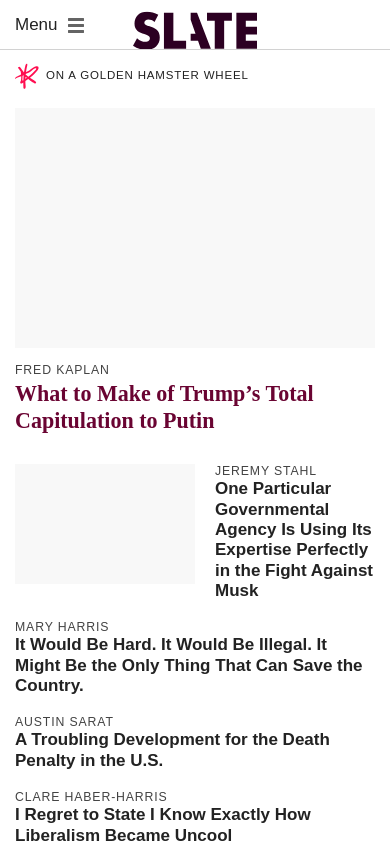 Menu
SLATE
ON A GOLDEN HAMSTER WHEEL
FRED KAPLAN
What to Make of Trump’s Total
Capitulation to Putin
JEREMY STAHL
One Particular
Governmental
Agency Is Using Its
Expertise Perfectly
in the Fight Against
Musk
MARY HARRIS
It Would Be Hard. It Would Be Illegal. It
Might Be the Only Thing That Can Save the
Country.
AUSTIN SARAT
A Troubling Development for the Death
Penalty in the U.S.
CLARE HABER-HARRIS
I Regret to State I Know Exactly How
Liberalism Became Uncool